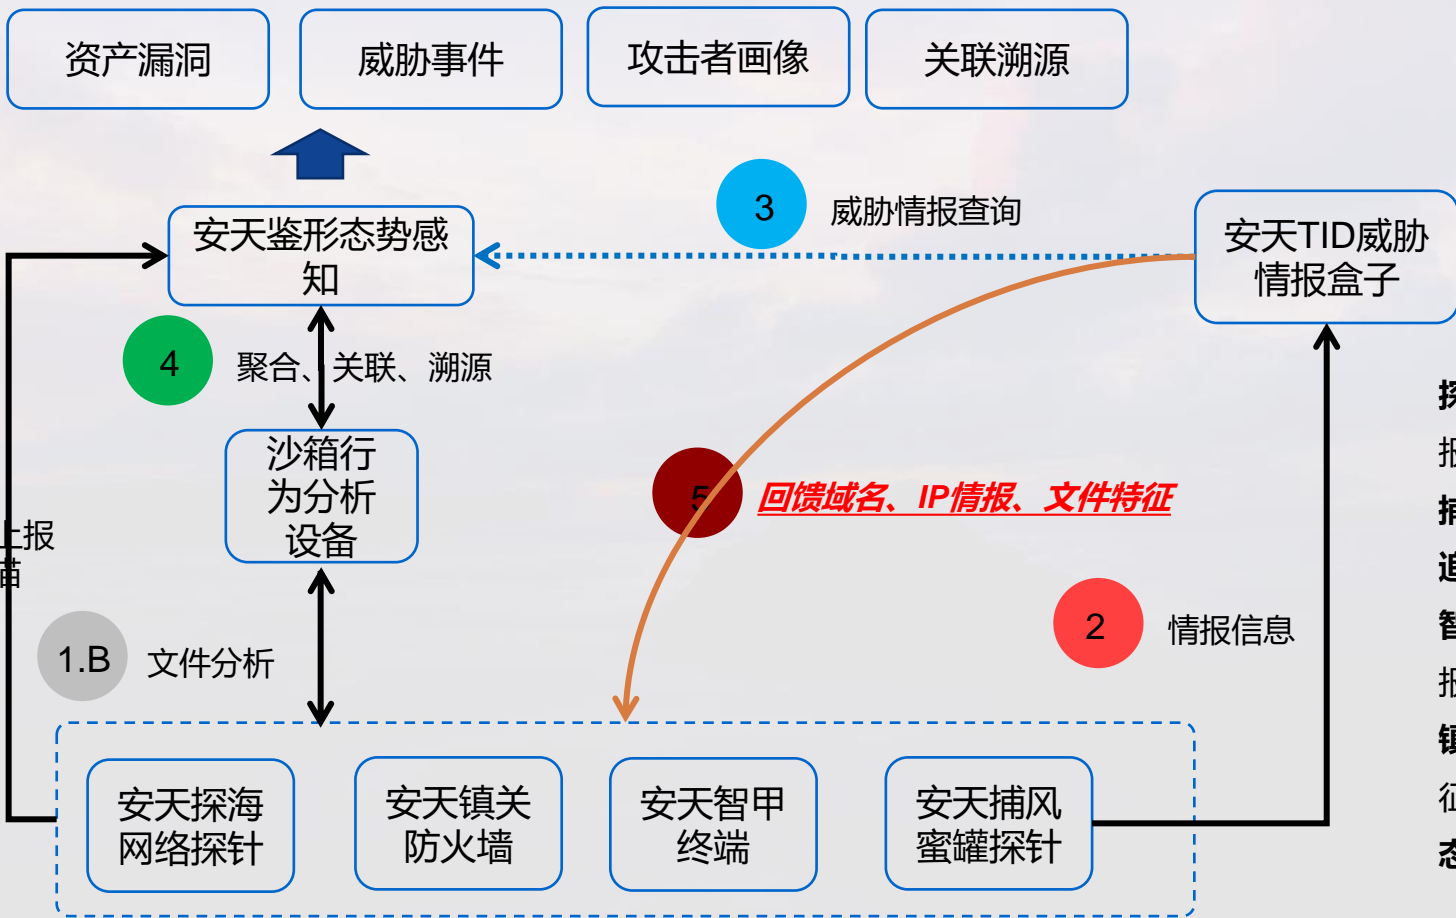 资产漏洞
威胁事件
攻击者画像
关联溯源
3
威胁情报查询
安天鉴形态势感
知
安天TID威胁
情报盒子
4
聚合、关联、溯源
沙箱行
为分析
设备
5
回馈域名、IP情报、文件特征
上报
1.B
文件分析
2
情报信息
安天探海
网络探针
安天镇关
防火墙
安天智甲
终端
安天捕风
蜜罐探针